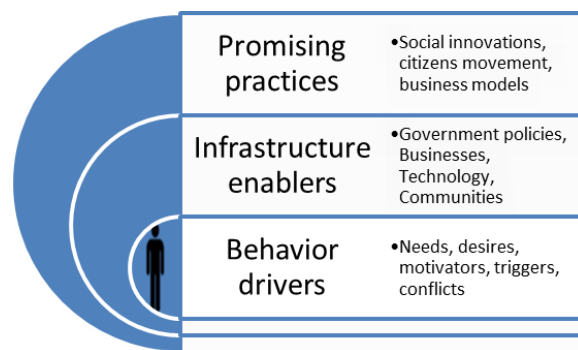 Promising
practices
•Social innovations,
citizens movement,
business models
Infrastructure
enablers
•Government policies,
Businesses,
Technology,
Communities
Behavior
drivers
•Needs, desires,
motivators, triggers,
conflicts